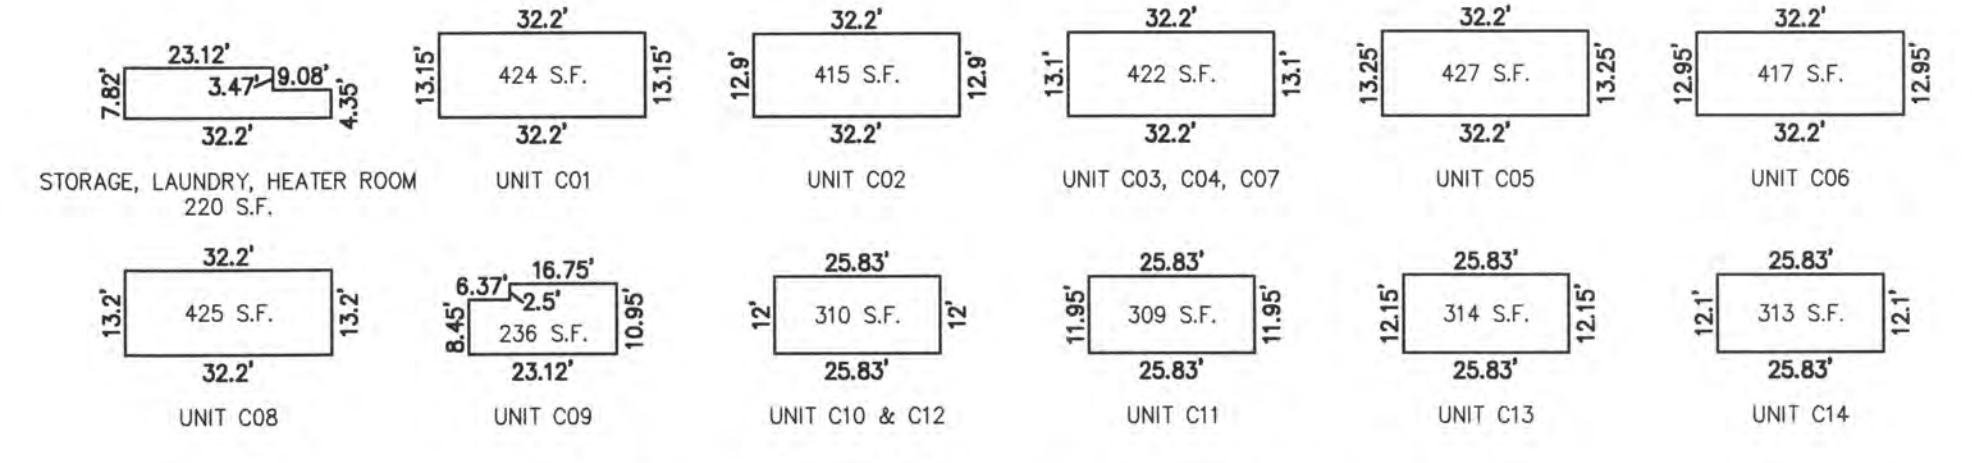 23.12'
9.08'
3.47'
7.82'
4.35'
32.2'
STORAGE, LAUNDRY, HEATER ROOM
220 S.F.
32.2'
13.15'
424 S.F.
13.15'
32.2'
UNIT C01
32.2'
12.9'
415 S.F.
12.9'
32.2'
UNIT C02
32.2'
13.1'
422 S.F.
13.1'
32.2'
UNIT C03, C04, C07
32.2'
13.25'
427 S.F.
13.25'
32.2'
UNIT C05
32.2'
12.95'
417 S.F.
12.95'
32.2'
UNIT C06
32.2'
13.2'
425 S.F.
13.2'
32.2'
UNIT C08
16.75'
6.37'
2.5'
8.45'
236 S.F.
10.95'
23.12'
UNIT C09
25.83'
12'
310 S.F.
12'
25.83'
UNIT C10 & C12
25.83'
11.95'
309 S.F.
11.95'
25.83'
UNIT C11
25.83'
12.15'
314 S.F.
12.15'
25.83'
UNIT C13
25.83'
12.1'
313 S.F.
12.1'
25.83'
UNIT C14